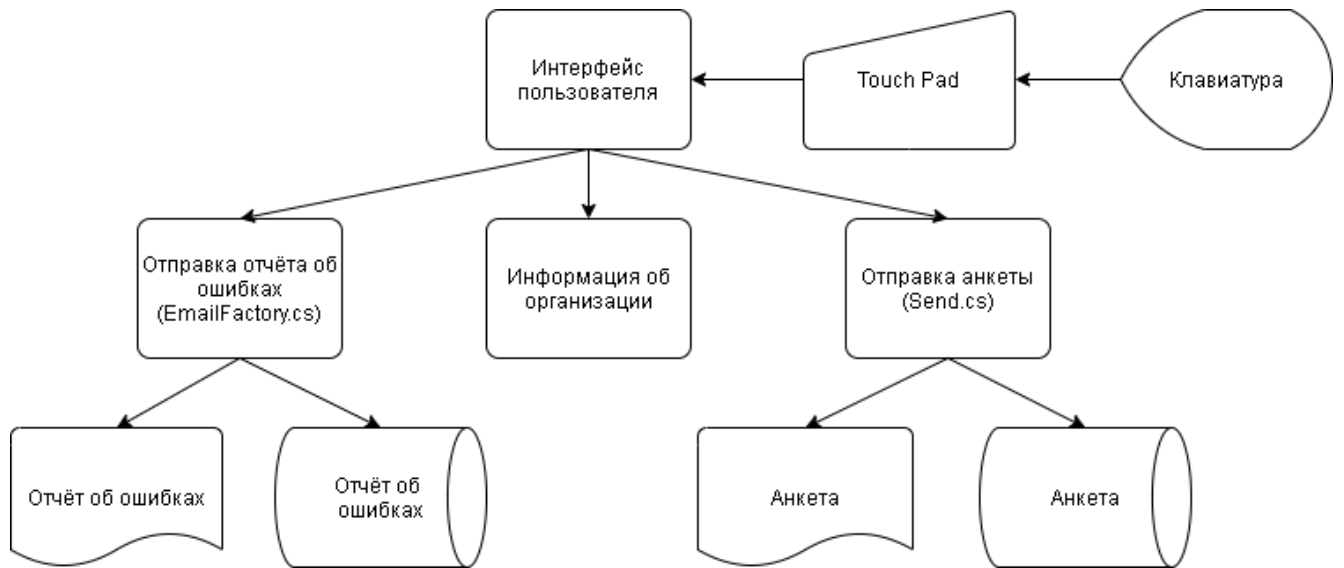 Интерфейс
пользователя
Touch Pad
Клавиатура
Отправка отчёта об
ошибках
(EmailFactory.cs)
Информация об
организации
Отправка анкеты
(Send.cs)
Отчёт об ошибках
Отчёт об
ошибках
Анкета
Анкета